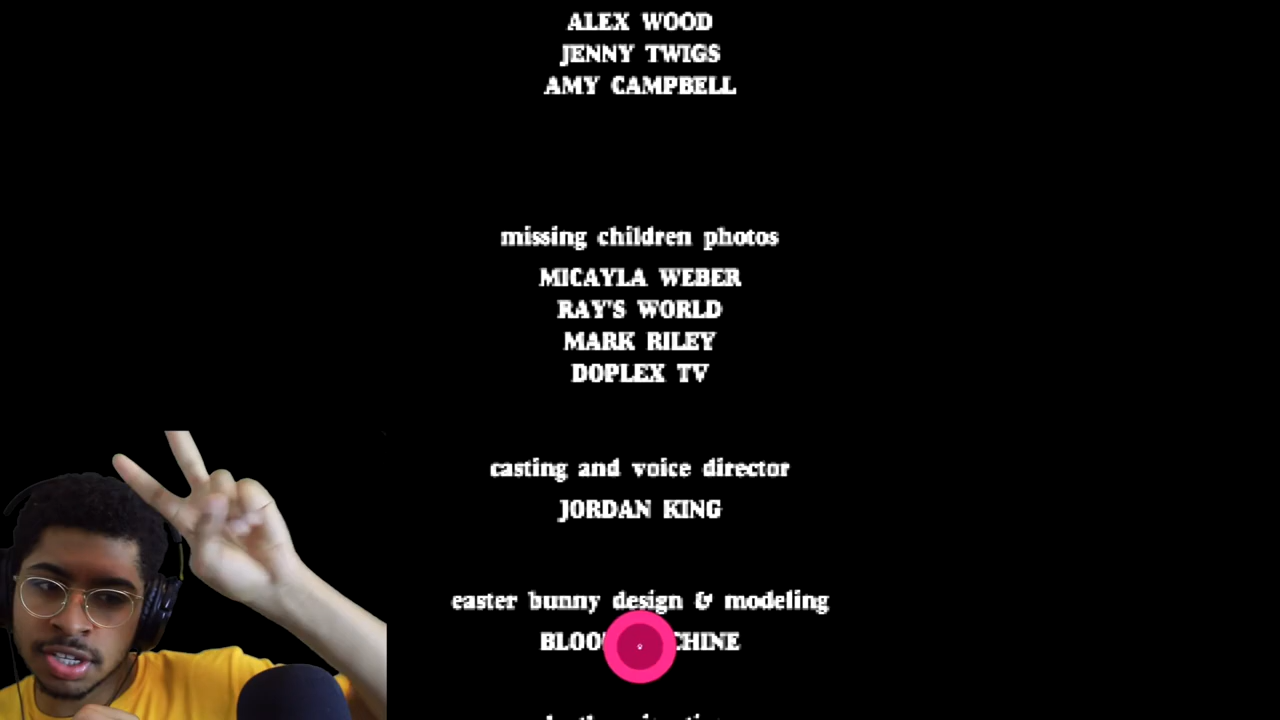 ALEX WOOD
JENNY TWIGS
AMY CAMPBELL
missing children photos
MICAYLA WEBER
RAY'S WORLD
MARK RILEY
DOPLEX TV
casting and voice director
JORDAN KING
easter bunny design & modeling